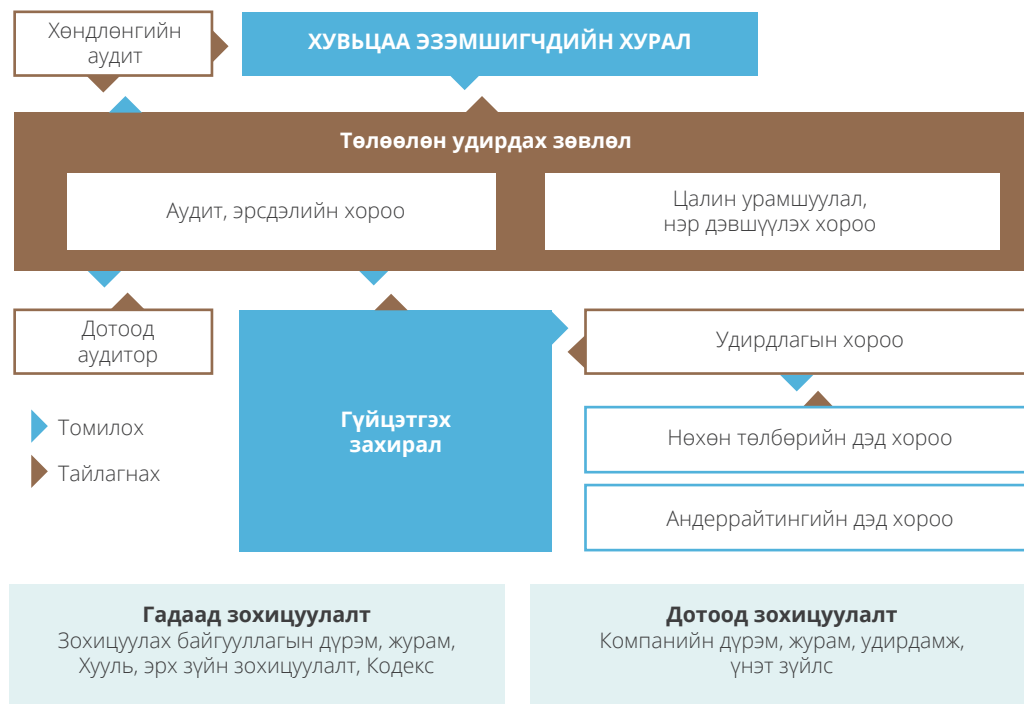 Хөндлөнгийн
аудит
ХУВЬЦАА ЭЗЭМШИГЧДИЙН ХУРАЛ
Төлөөлөн удирдах зөвлөл
Аудит, эрсдэлийн хороо
Цалин урамшуулал,
нэр дэвшүүлэх хороо
Дотоод
аудитор
Гүйцэтгэх
захирал
Удирдлагын хороо
Нөхөн төлбөрийн дэд хороо
Андеррайтингийн дэд хороо
Томилох
Тайлагнах
Гадаад зохицуулалт
Зохицуулах байгууллагын дүрэм, журам,
Хууль, эрх зүйн зохицуулалт, Кодекс
Дотоод зохицуулалт
Компанийн дүрэм, журам, удирдамж,
үнэт зүйлс